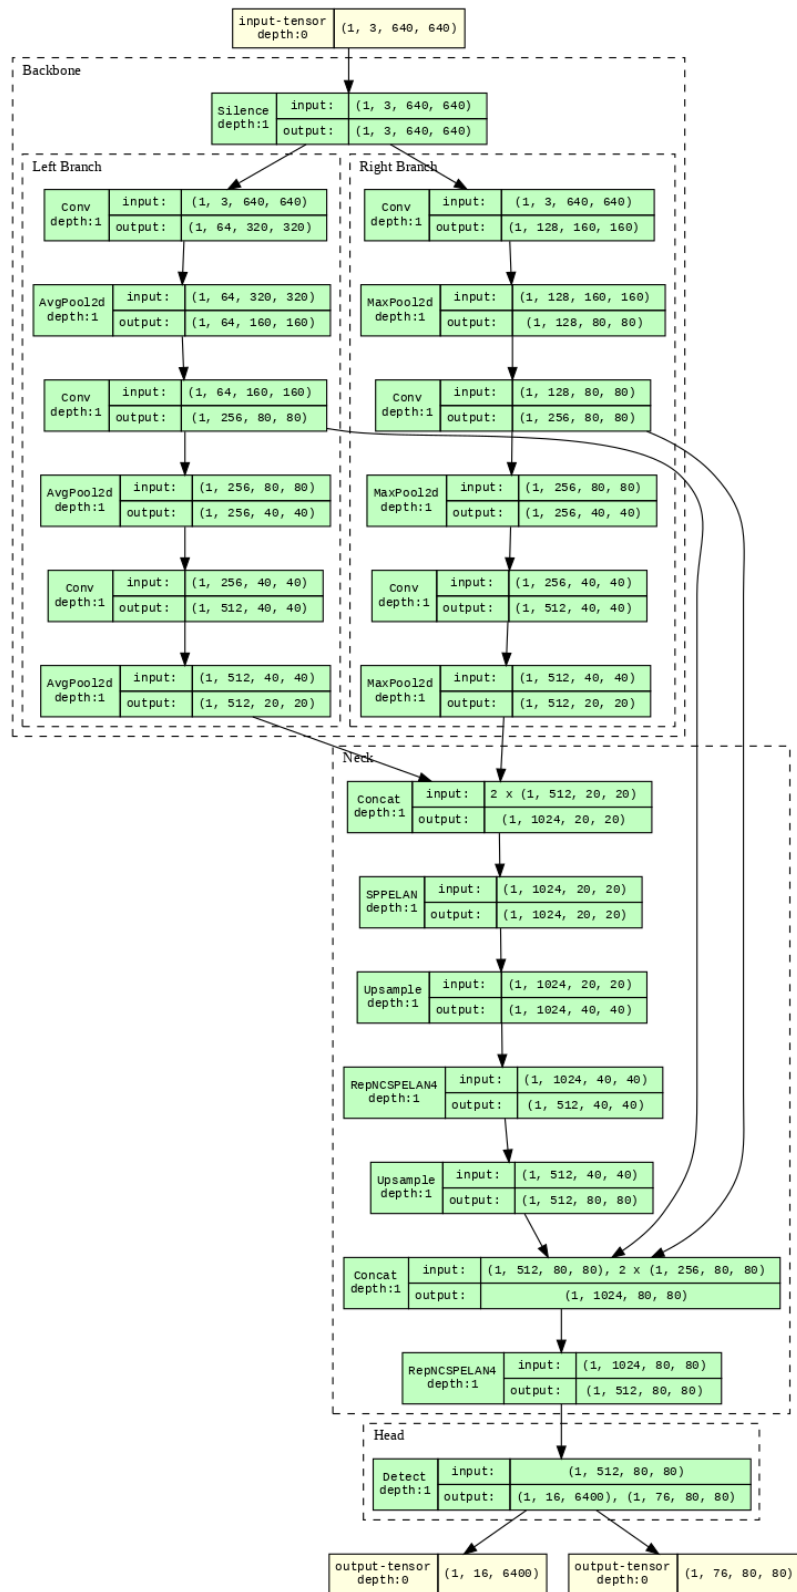 input-tensor
depth:0
(1, 3, 640, 640)
Backbone
Silence
depth:1
input:
(1, 3, 640, 640)
output:
(1, 3, 640, 640)
Left Branch
Conv
depth:1
input:
(1, 3, 640, 640)
output:
(1, 64, 320, 320)
AvgPool2d
depth:1
input:
(1, 64, 320, 320)
output:
(1, 64, 160, 160)
Conv
depth:1
input:
(1, 64, 160, 160)
output:
(1, 256, 80, 80)
AvgPool2d
depth:1
input:
(1, 256, 80, 80)
output:
(1, 256, 40, 40)
Conv
depth:1
input:
(1, 256, 40, 40)
output:
(1, 512, 40, 40)
AvgPool2d
depth:1
input:
(1, 512, 40, 40)
output:
(1, 512, 20, 20)
Right Branch
Conv
depth:1
input:
(1, 3, 640, 640)
output:
(1, 128, 160, 160)
MaxPool2d
depth:1
input:
(1, 128, 160, 160)
output:
(1, 128, 80, 80)
Conv
depth:1
input:
(1, 128, 80, 80)
output:
(1, 256, 80, 80)
MaxPool2d
depth:1
input:
(1, 256, 80, 80)
output:
(1, 256, 40, 40)
Conv
depth:1
input:
(1, 256, 40, 40)
output:
(1, 512, 40, 40)
MaxPool2d
depth:1
input:
(1, 512, 40, 40)
output:
(1, 512, 20, 20)
Neck
Concat
depth:1
input:
2 x (1, 512, 20, 20)
output:
(1, 1024, 20, 20)
SPPELAN
depth:1
input:
(1, 1024, 20, 20)
output:
(1, 1024, 20, 20)
Upsample
depth:1
input:
(1, 1024, 20, 20)
output:
(1, 1024, 40, 40)
RepNCSPELAN4
depth:1
input:
(1, 1024, 40, 40)
output:
(1, 512, 40, 40)
Upsample
depth:1
input:
(1, 512, 40, 40)
output:
(1, 512, 80, 80)
Concat
depth:1
input:
(1, 512, 80, 80), 2 x (1, 256, 80, 80)
output:
(1, 1024, 80, 80)
RepNCSPELAN4
depth:1
input:
(1, 1024, 80, 80)
output:
(1, 512, 80, 80)
Head
Detect
depth:1
input:
(1, 512, 80, 80)
output:
(1, 16, 6400), (1, 76, 80, 80)
output-tensor
depth:0
(1, 16, 6400)
output-tensor
depth:0
(1, 76, 80, 80)